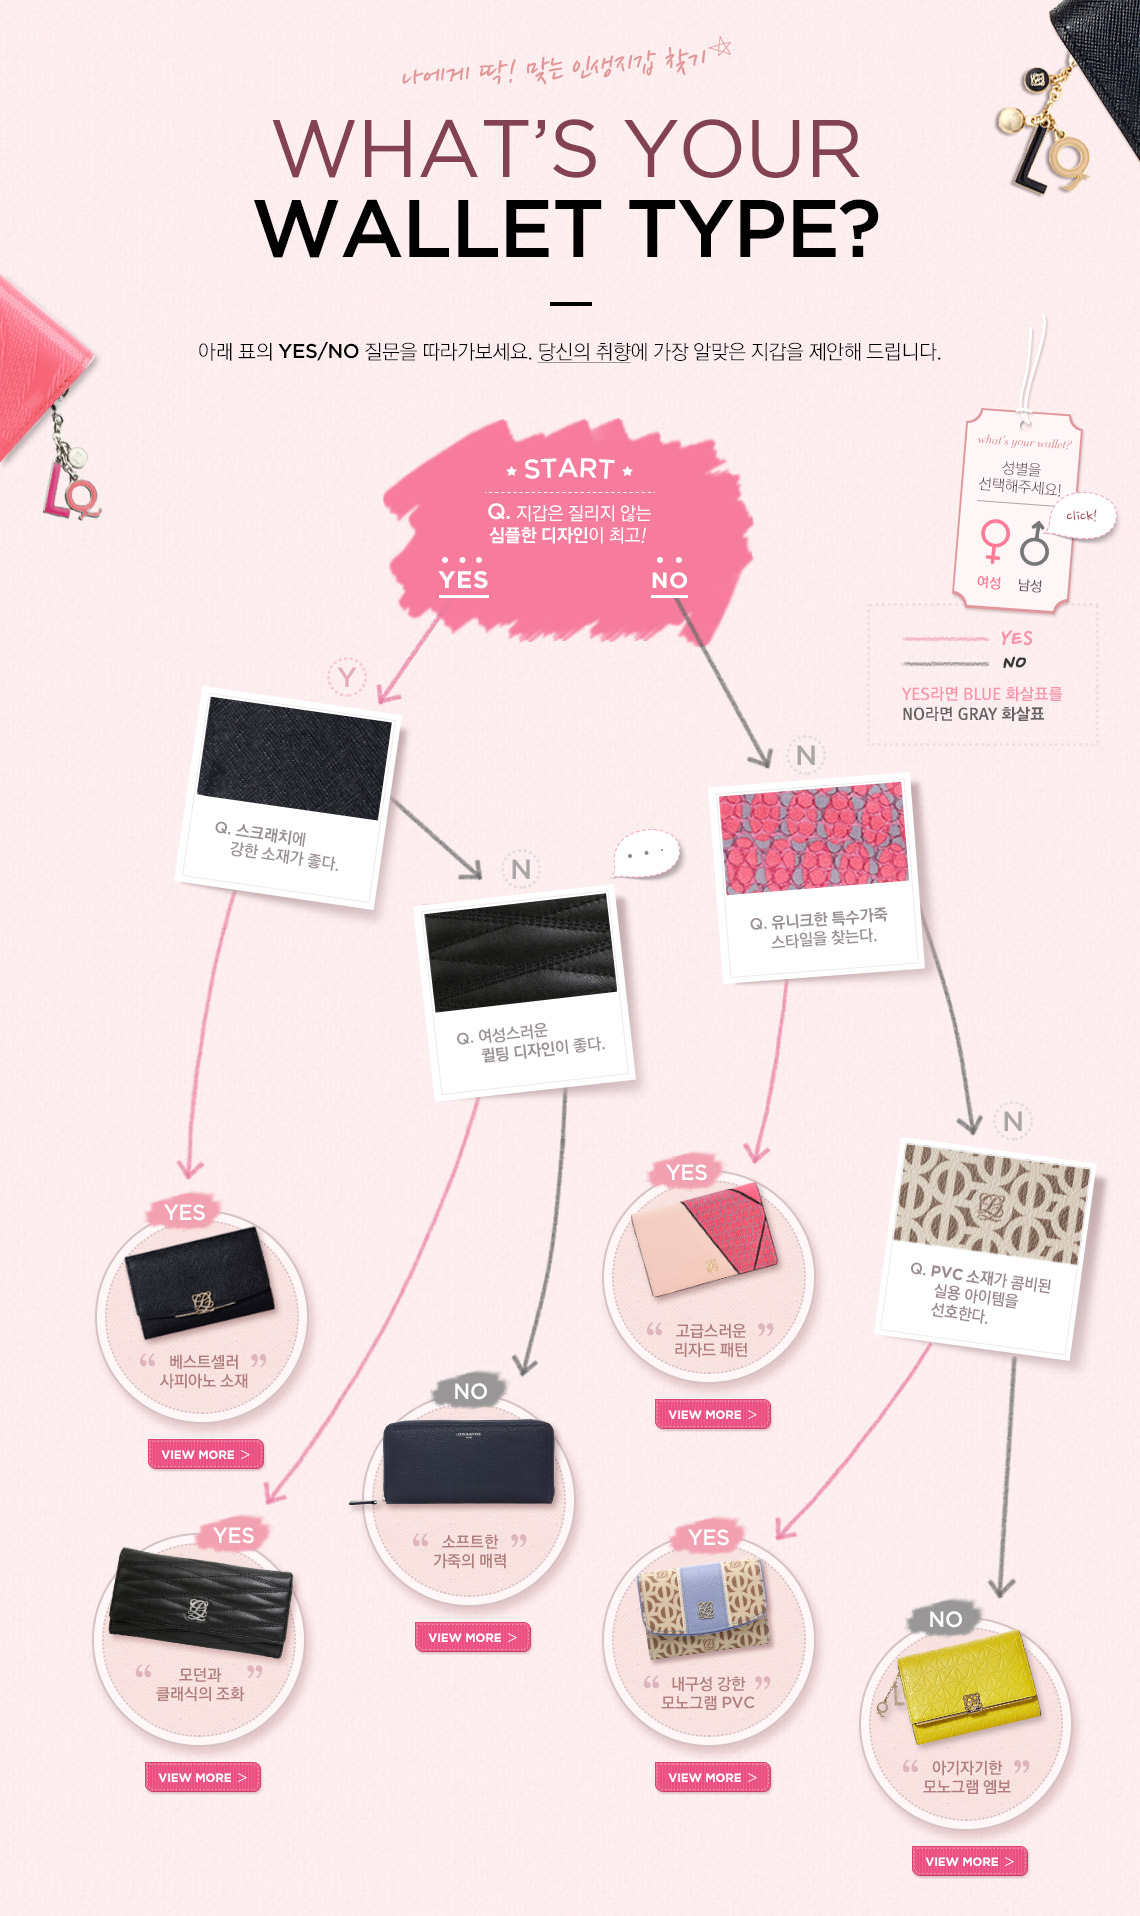 나에게 딱! 맞는 인생지갑 찾기
WHAT'S YOUR
WALLET TYPE?
아래 표의 YES/NO 질문을 따라가보세요. 당신의 취향에 가장 알맞은 지갑을 제안해 드립니다.
what's your wallet?
성별을
선택해주세요!
click!
여성 남성
YES
NO
YES라면 BLUE 화살표를
NO라면 GRAY 화살표
START
Q. 지갑은 질리지 않는
심플한 디자인이 최고!
YES NO
Y
N
Q. 스크래치에
강한 소재가 좋다.
N
Q. 유니크한 특수가죽
스타일을 찾는다.
Q. 여성스러운
퀼팅 디자인이 좋다.
N
Q. PVC 소재가 콤비된
실용 아이템을
선호한다.
YES
“ 베스트셀러 ”
사피아노 소재
VIEW MORE >
YES
“ 고급스러운 ”
리자드 패턴
VIEW MORE >
NO
“ 소프트한 ”
가죽의 매력
VIEW MORE >
YES
“ 모던과 ”
클래식의 조화
VIEW MORE >
YES
“ 내구성 강한 ”
모노그램 PVC
VIEW MORE >
NO
“ 아기자기한 ”
모노그램 엠보
VIEW MORE >
LQ
LQ